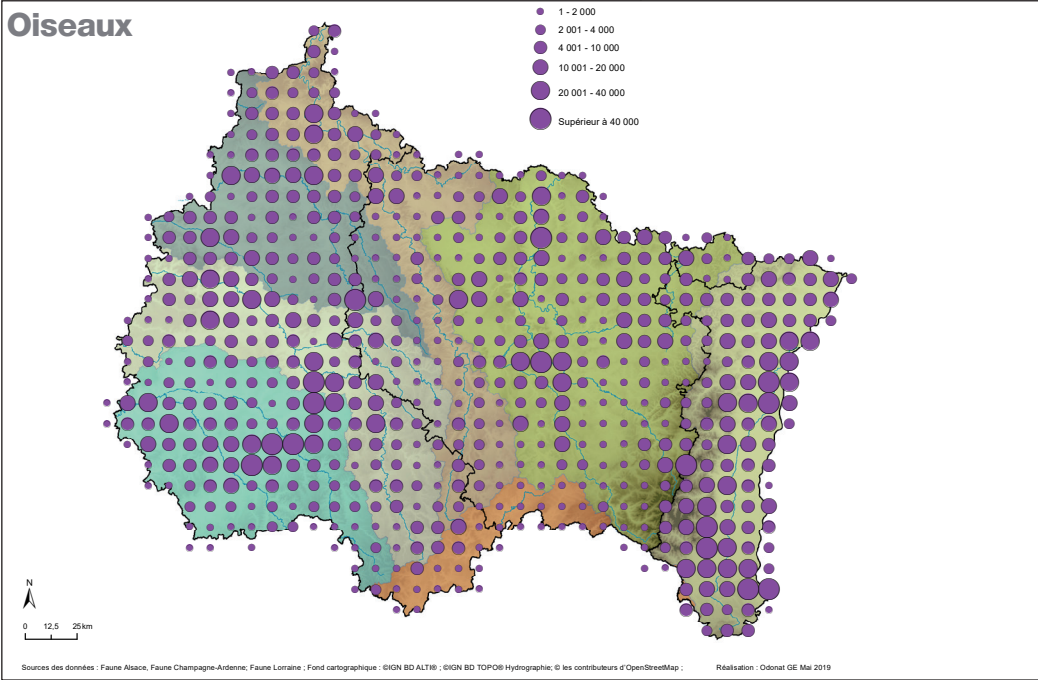 Oiseaux
1 - 2 000
2 001 - 4 000
4 001 - 10 000
10 001 - 20 000
20 001 - 40 000
Supérieur à 40 000
N
0 12,5 25km
Sources des données : Faune Alsace, Faune Champagne-Ardenne; Faune Lorraine ; Fond cartographique : ©IGN BD ALTI® ; ©IGN BD TOPO® Hydrographie; © les contributeurs d'OpenStreetMap ; Réalisation : Odonat GE Mai 2019